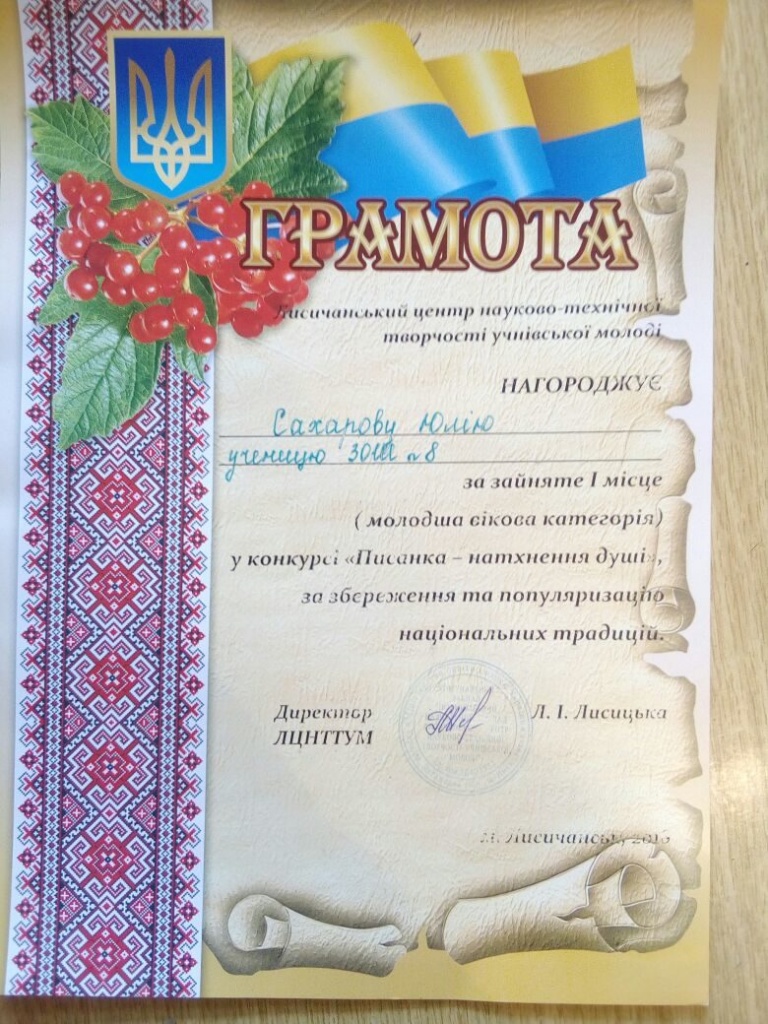 ГРАМОТА
Лисичанський центр науково-технічної
творчості учнівської молоді
НАГОРОДЖУЄ
Сахарову Юлію
ученицю ЗОШ №8
за зайняте І місце
( молодша вікова категорія)
у конкурсі «Писанка – натхнення душі»,
за збереження та популяризацію
національних традицій.
Директор Л. І. Лисицька
ЛЦНТТУМ
м. Лисичанськ,